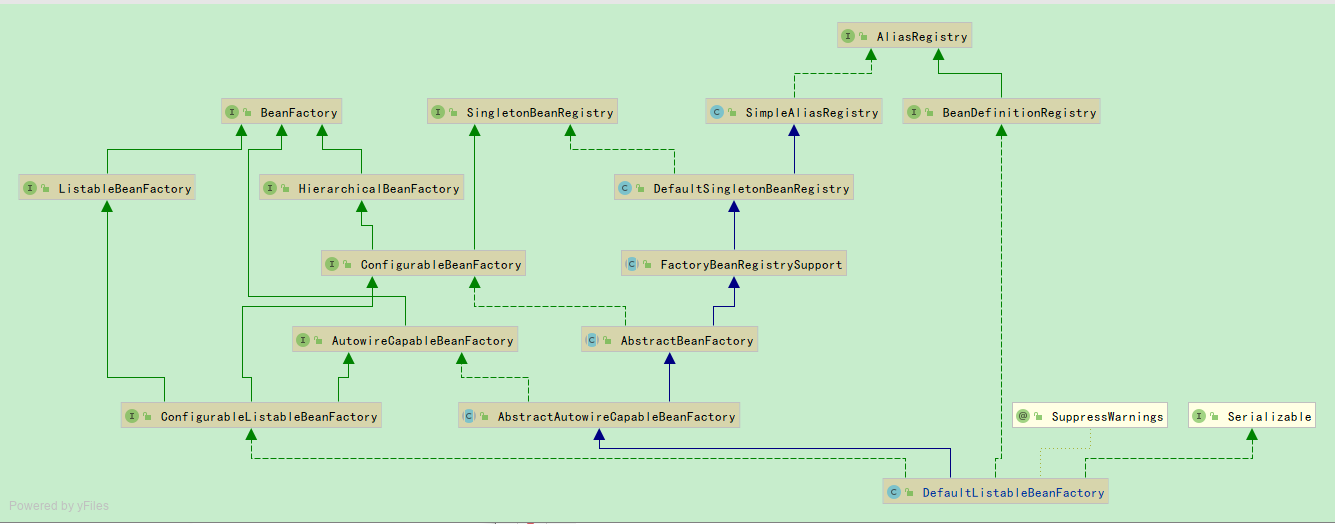 AliasRegistry
BeanFactory
SingletonBeanRegistry
SimpleAliasRegistry
BeanDefinitionRegistry
ListableBeanFactory
HierarchicalBeanFactory
DefaultSingletonBeanRegistry
ConfigurableBeanFactory
FactoryBeanRegistrySupport
AutowireCapableBeanFactory
AbstractBeanFactory
ConfigurableListableBeanFactory
AbstractAutowireCapableBeanFactory
SuppressWarnings
Serializable
DefaultListableBeanFactory
Powered by yFiles